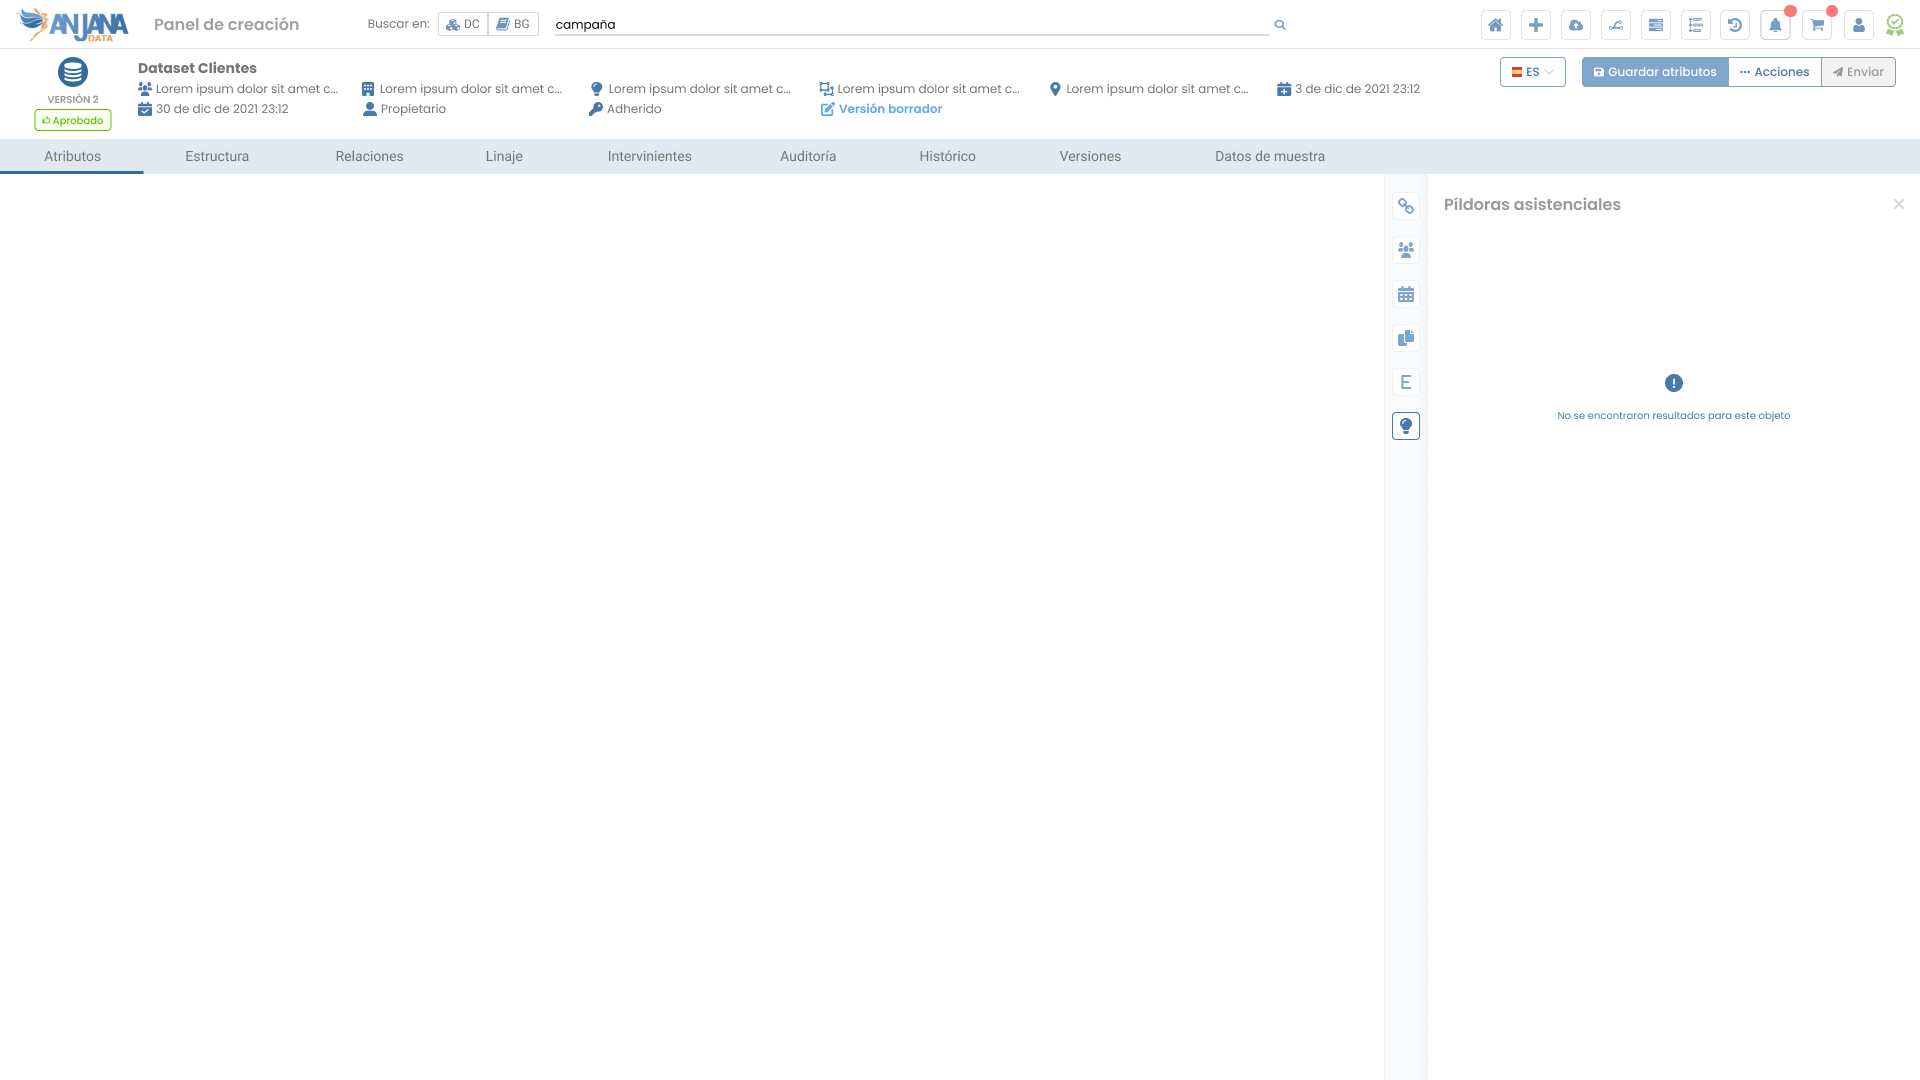 ANJANA DATA
Panel de creación
Buscar en:
DC
BG
campaña
VERSIÓN 2
Aprobado
Dataset Clientes
Lorem ipsum dolor sit amet c...
Lorem ipsum dolor sit amet c...
Lorem ipsum dolor sit amet c...
Lorem ipsum dolor sit amet c...
Lorem ipsum dolor sit amet c...
3 de dic de 2021 23:12
30 de dic de 2021 23:12
Propietario
Adherido
Versión borrador
ES
Guardar atributos
Acciones
Enviar
Atributos
Estructura
Relaciones
Linaje
Intervinientes
Auditoría
Histórico
Versiones
Datos de muestra
Píldoras asistenciales
E
No se encontraron resultados para este objeto